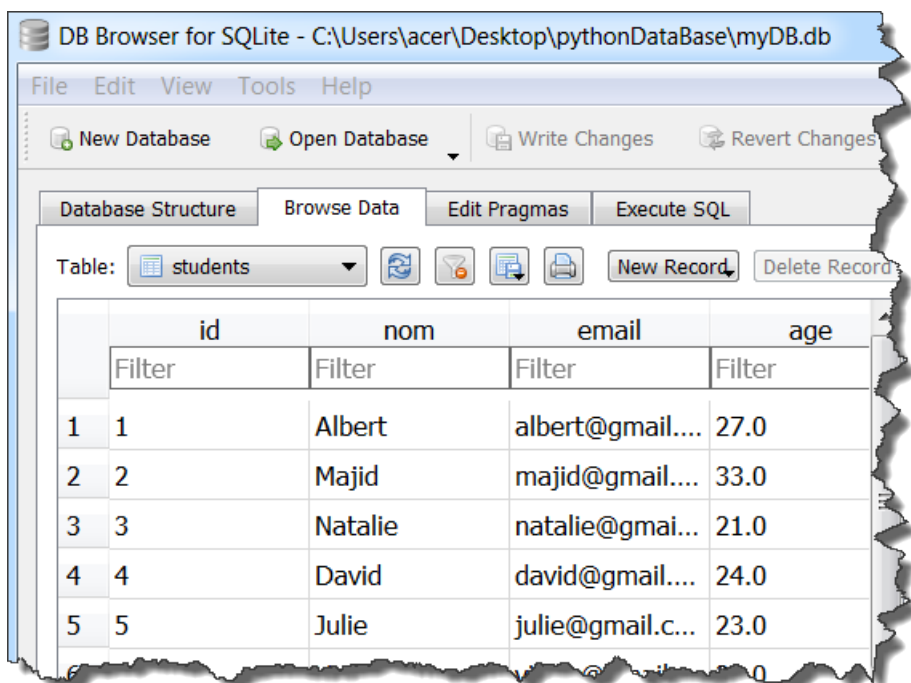 DB Browser for SQLite - C:\Users\acer\Desktop\pythonDataBase\myDB.db
File Edit View Tools Help
New Database Open Database Write Changes Revert Changes
Database Structure Browse Data Edit Pragmas Execute SQL
Table: students New Record Delete Record
id nom email age
Filter Filter Filter Filter
1 1 Albert albert@gmail.... 27.0
2 2 Majid majid@gmail.... 33.0
3 3 Natalie natalie@gmai... 21.0
4 4 David david@gmail.... 24.0
5 5 Julie julie@gmail.c... 23.0